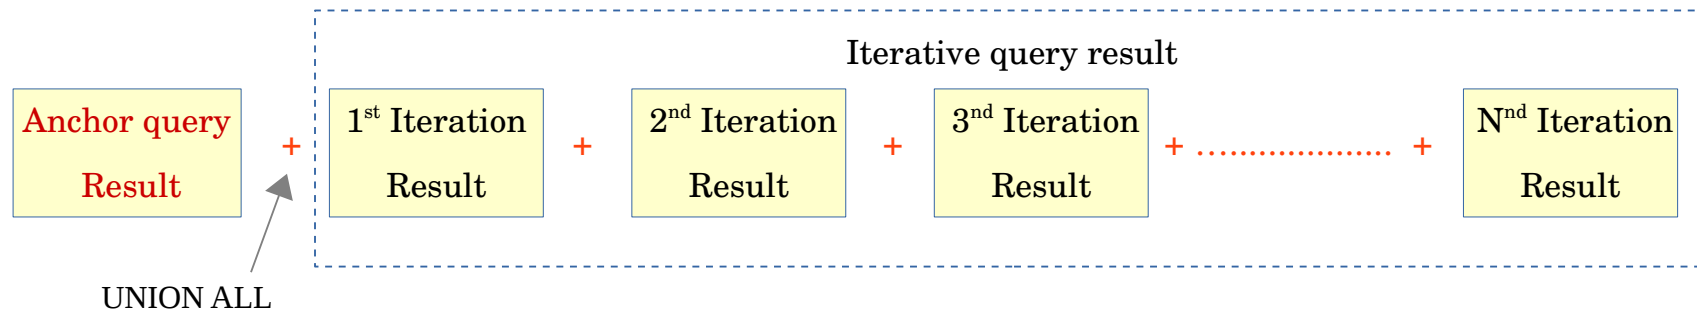 Iterative query result
Anchor query
Result
+
1st Iteration
Result
+
2nd Iteration
Result
+
3nd Iteration
Result
+ ..................... +
Nnd Iteration
Result
UNION ALL